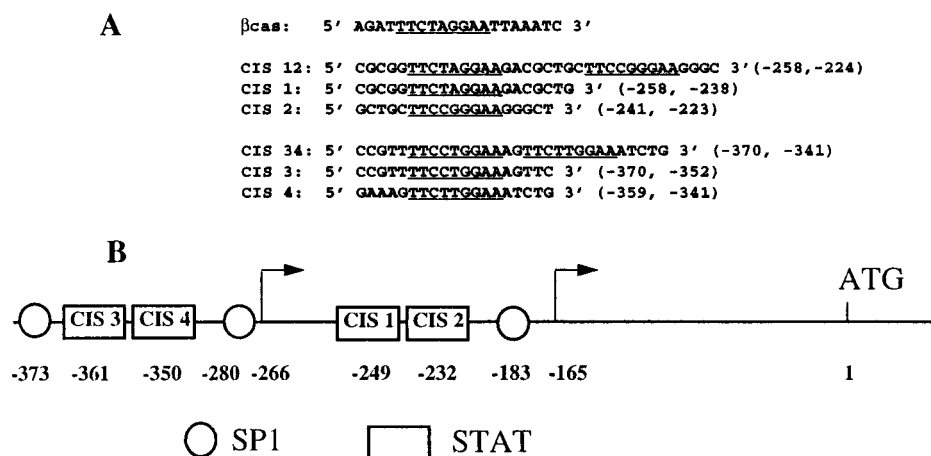 A
βcas: 5' AGATTTCTAGGAATTAAATC 3'
CIS 12: 5' CGCGGTTCTAGGAAGACGCTGCTTCCGGGAAGGGC 3'(-258,-224)
CIS 1: 5' CGCGGTTCTAGGAAGACGCTG 3' (-258, -238)
CIS 2: 5' GCTGCTTCCGGGAAGGGCT 3' (-241, -223)
CIS 34: 5' CCGTTTTCCTGGAAAGTTCTTGGAAATCTG 3' (-370, -341)
CIS 3: 5' CCGTTTTCCTGGAAAGTTC 3' (-370, -352)
CIS 4: 5' GAAAGTTCTTGGAAATCTG 3' (-359, -341)
B
ATG
CIS 3 CIS 4 CIS 1 CIS 2
-373 -361 -350 -280 -266 -249 -232 -183 -165 1
SP1 STAT